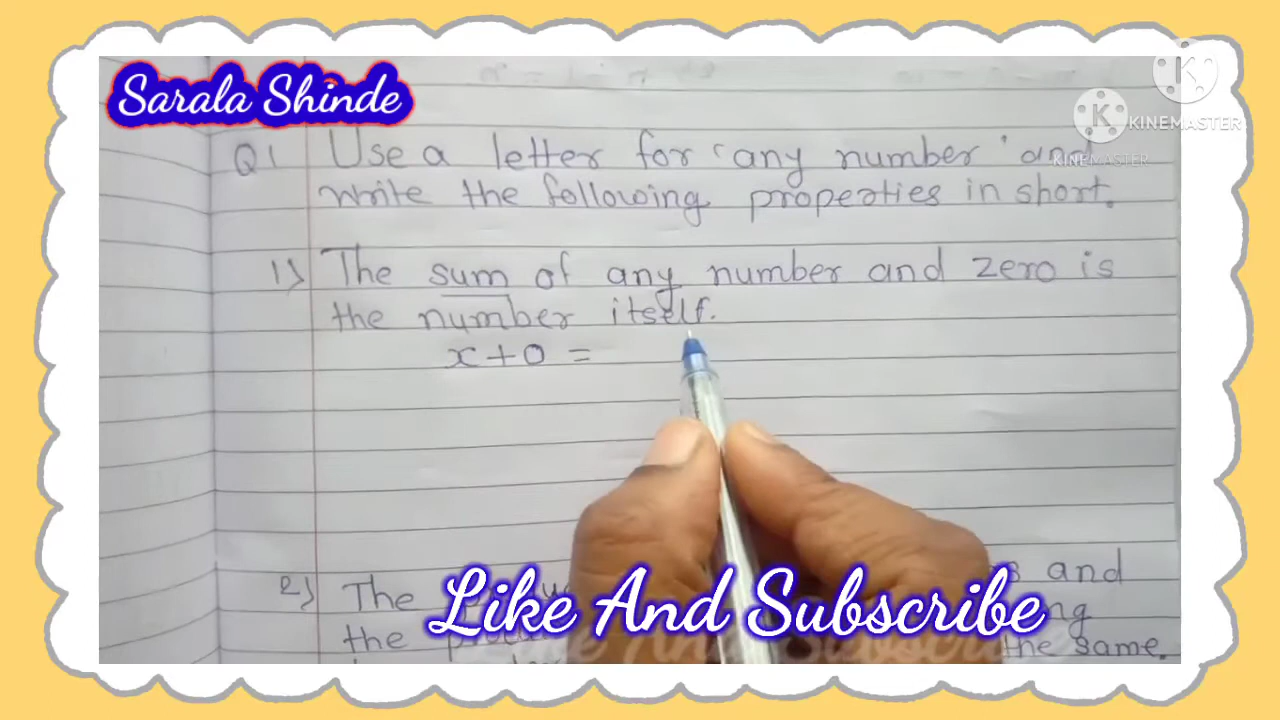 Sarala Shinde
KINEMASTER
KINEMASTER
Q1 Use a letter for 'any number' and
write the following properties in short.
1) The sum of any number and zero is
the number itself.
x + 0 =
2) The and
the the same.
Like And Subscribe